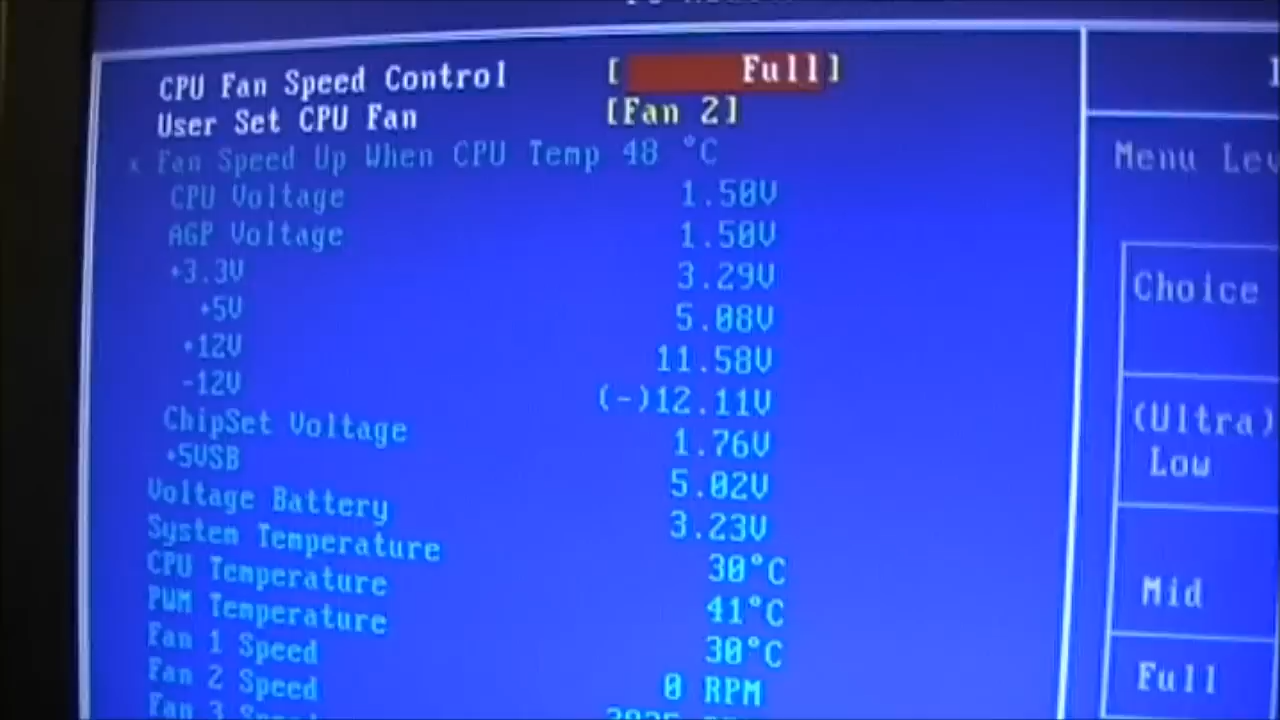 CPU Fan Speed Control [ Full]
User Set CPU Fan [Fan 2]
x Fan Speed Up When CPU Temp 48 °C
CPU Voltage 1.50V
AGP Voltage 1.50V
+3.3V 3.29V
+5V 5.08V
+12V 11.58V
-12V (-)12.11V
ChipSet Voltage 1.76V
+5VSB 5.02V
Voltage Battery 3.23V
System Temperature 30°C
CPU Temperature 41°C
PWM Temperature 30°C
Fan 1 Speed 0 RPM
Fan 2 Speed
Fan 3
Menu
Choice
(Ultra)
Low
Mid
Full